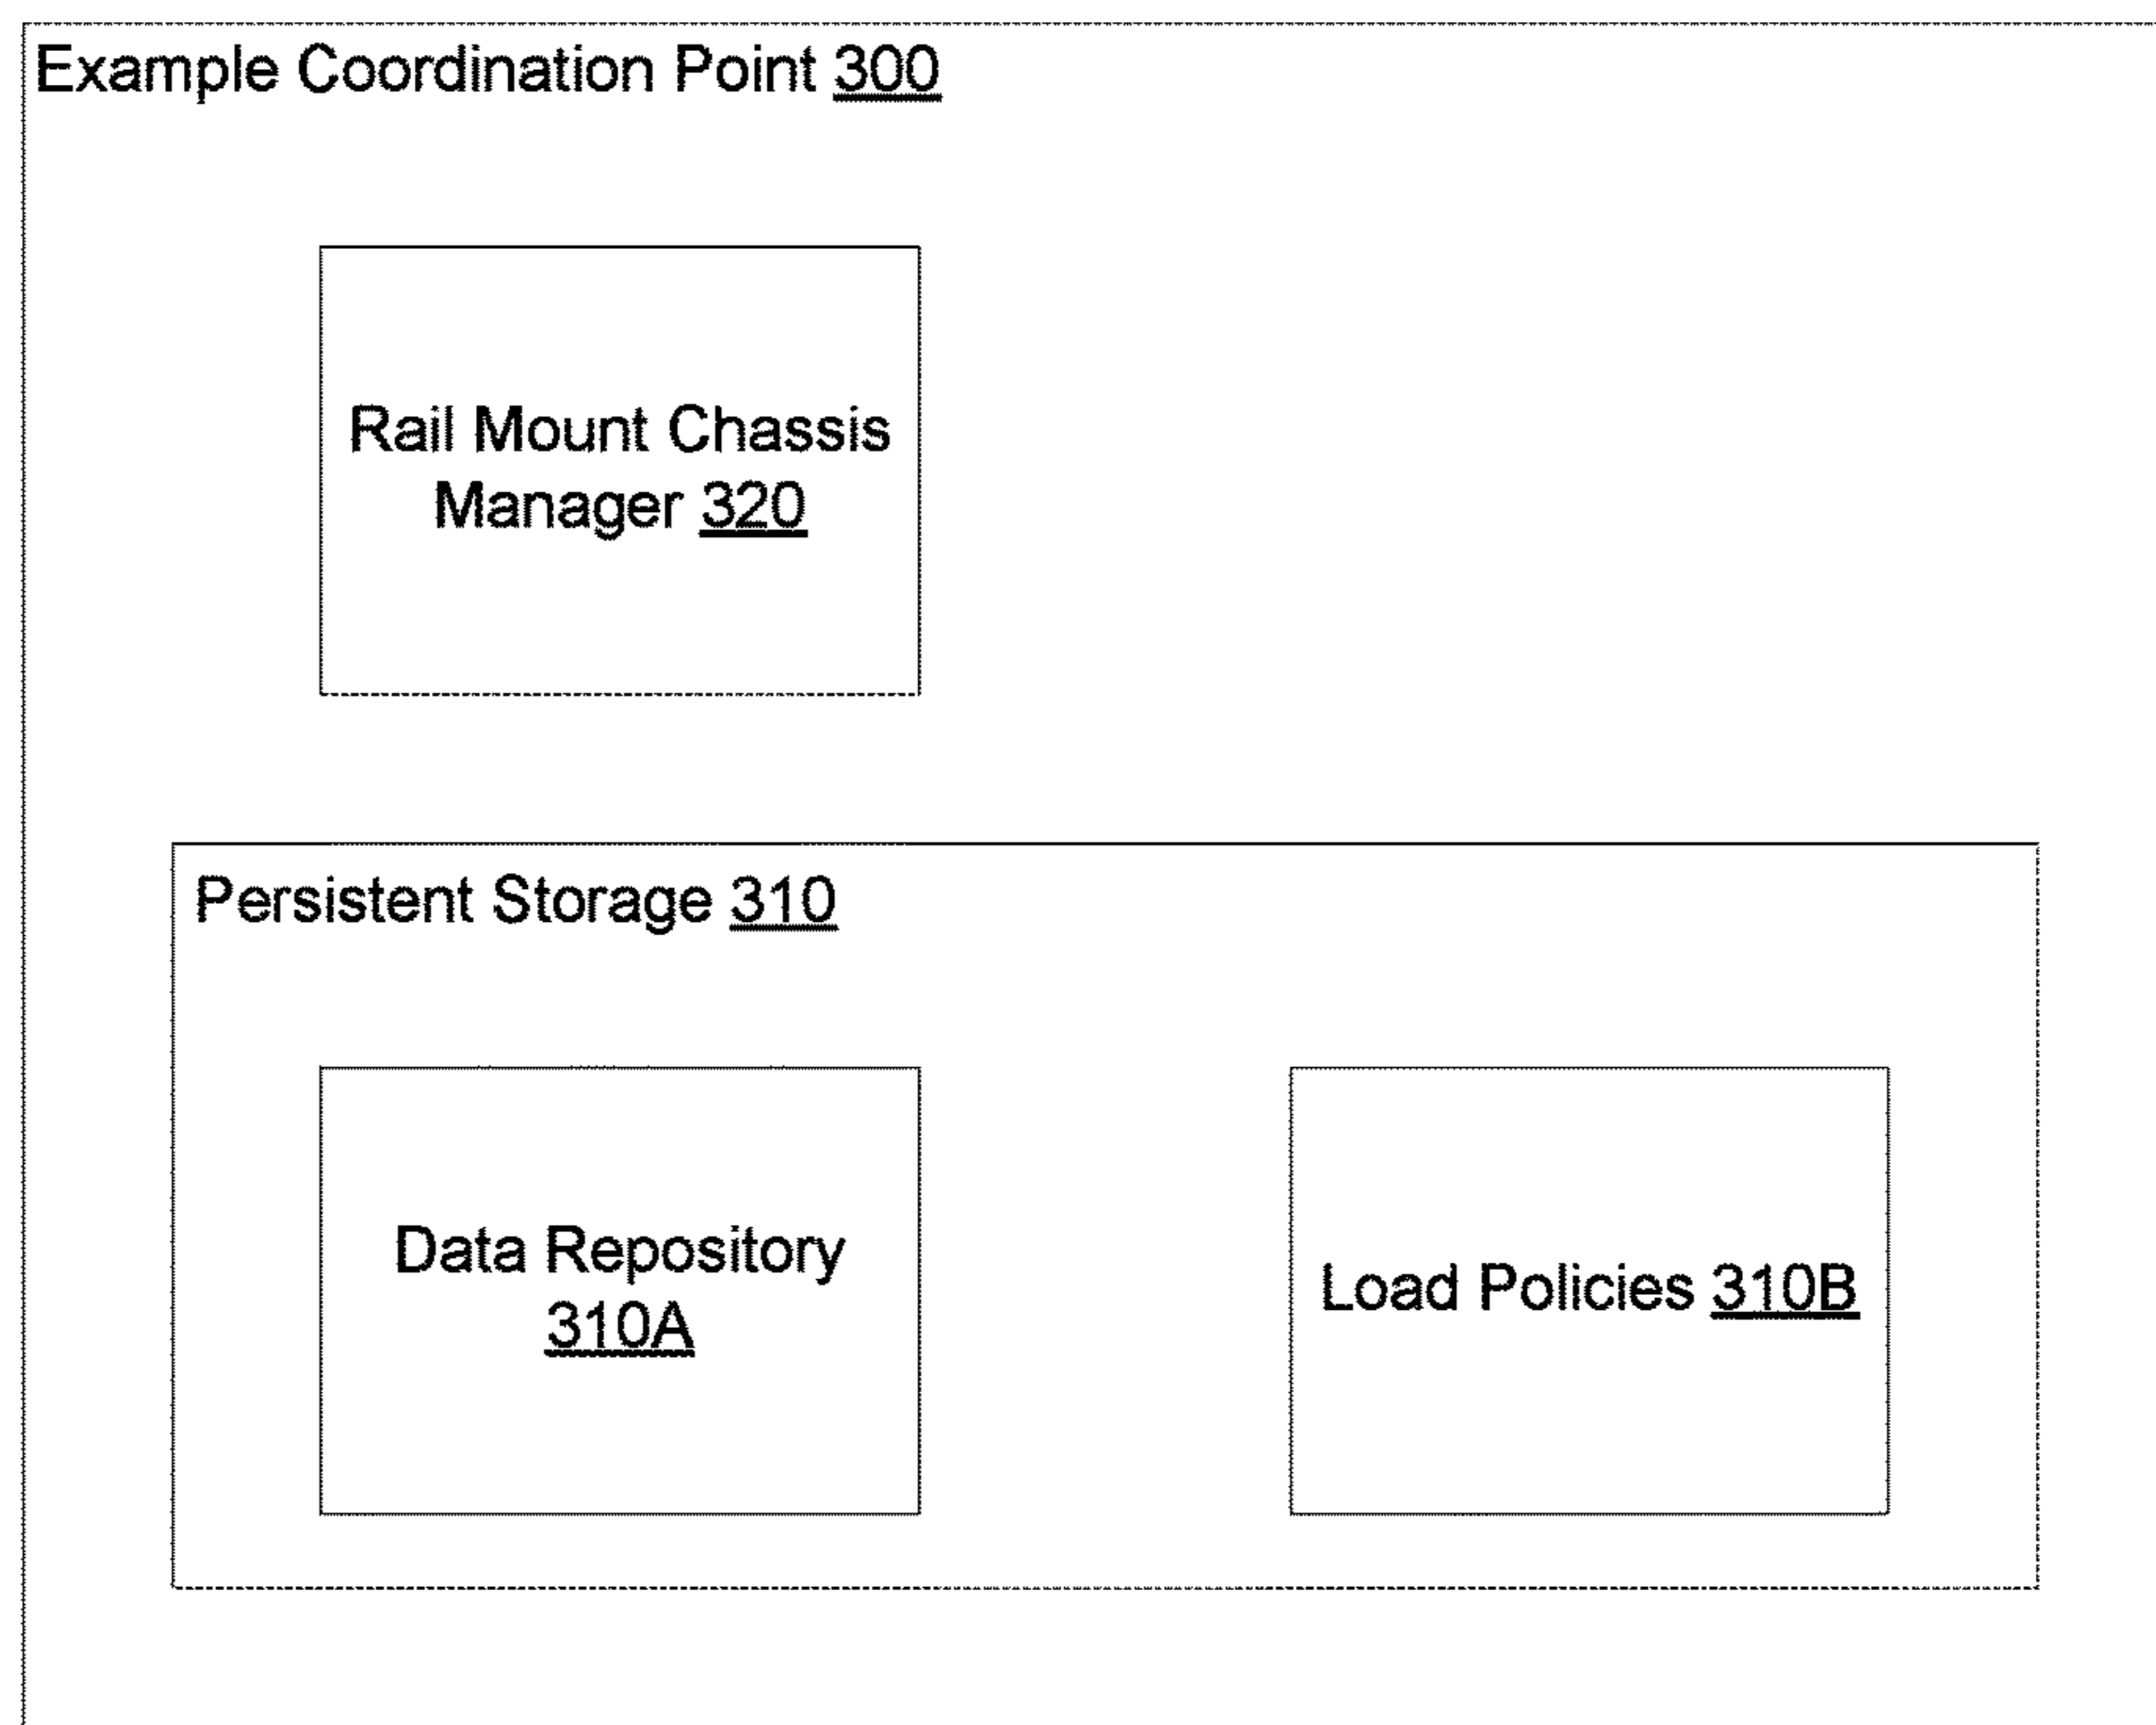 Example Coordination Point 300
Rail Mount Chassis
Manager 320
Persistent Storage 310
Data Repository
310A
Load Policies 310B